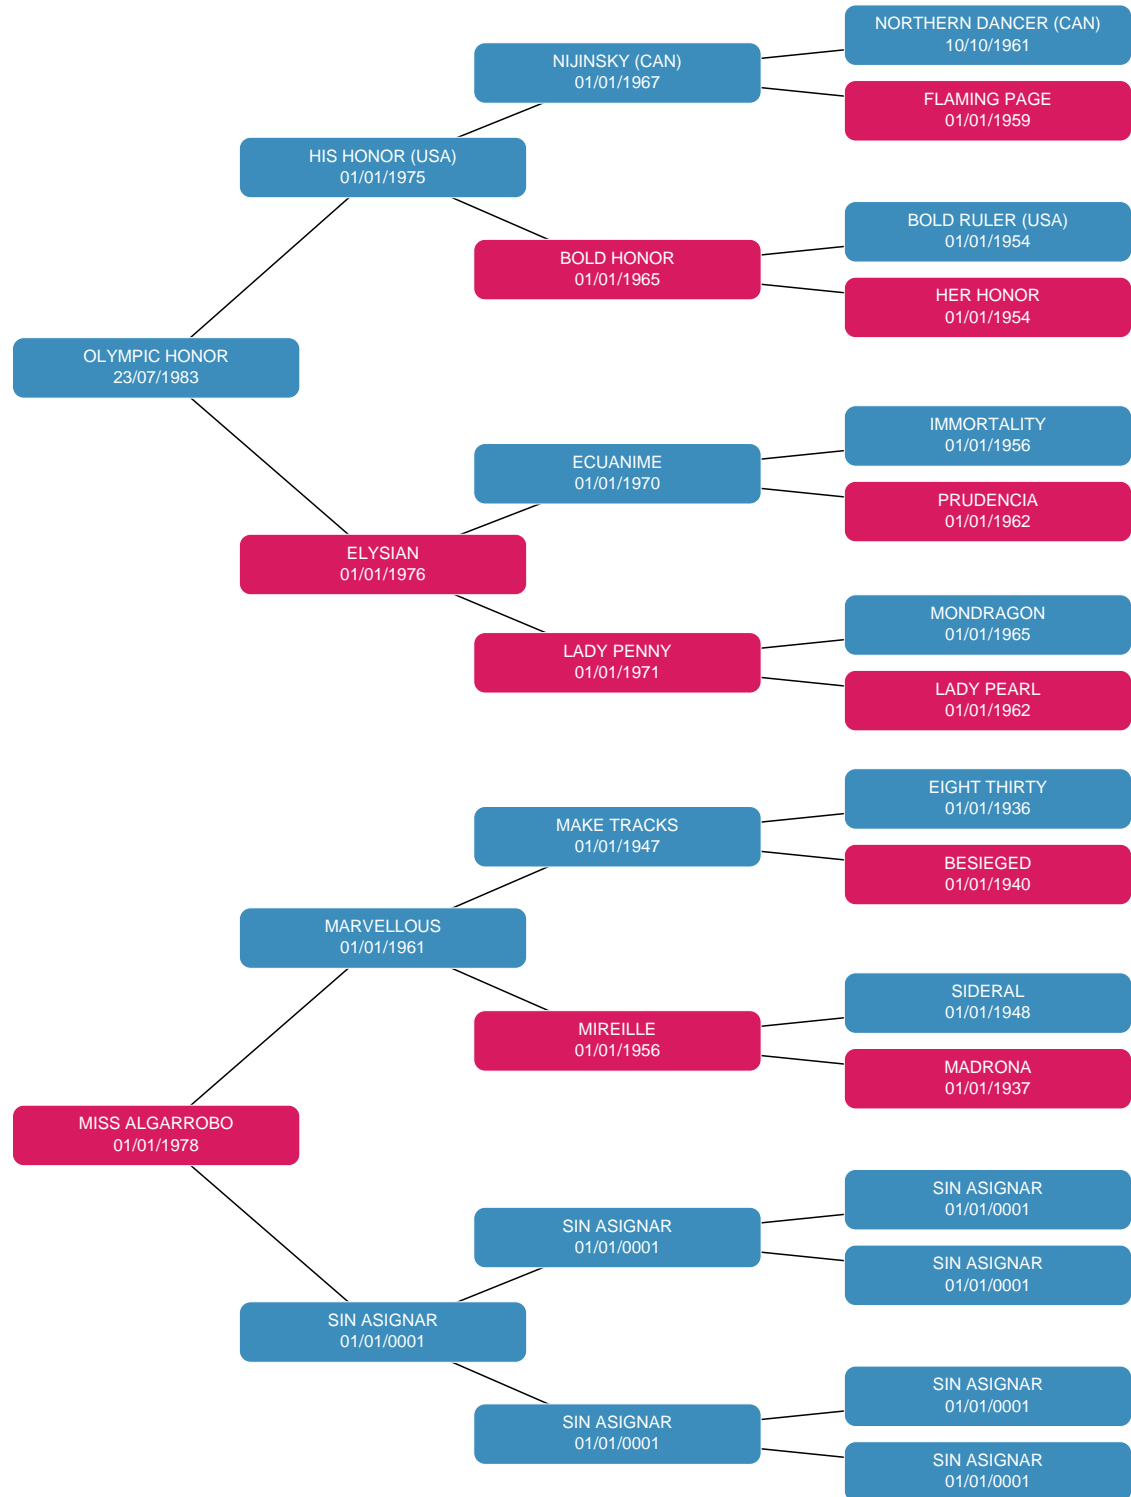 NORTHERN DANCER (CAN)
10/10/1961
NIJINSKY (CAN)
01/01/1967
FLAMING PAGE
01/01/1959
HIS HONOR (USA)
01/01/1975
BOLD RULER (USA)
01/01/1954
BOLD HONOR
01/01/1965
HER HONOR
01/01/1954
OLYMPIC HONOR
23/07/1983
IMMORTALITY
01/01/1956
ECUANIME
01/01/1970
PRUDENCIA
01/01/1962
ELYSIAN
01/01/1976
MONDRAGON
01/01/1965
LADY PENNY
01/01/1971
LADY PEARL
01/01/1962
EIGHT THIRTY
01/01/1936
MAKE TRACKS
01/01/1947
BESIEGED
01/01/1940
MARVELLOUS
01/01/1961
SIDERAL
01/01/1948
MIREILLE
01/01/1956
MADRONA
01/01/1937
MISS ALGARROBO
01/01/1978
SIN ASIGNAR
01/01/0001
SIN ASIGNAR
01/01/0001
SIN ASIGNAR
01/01/0001
SIN ASIGNAR
01/01/0001
SIN ASIGNAR
01/01/0001
SIN ASIGNAR
01/01/0001
SIN ASIGNAR
01/01/0001